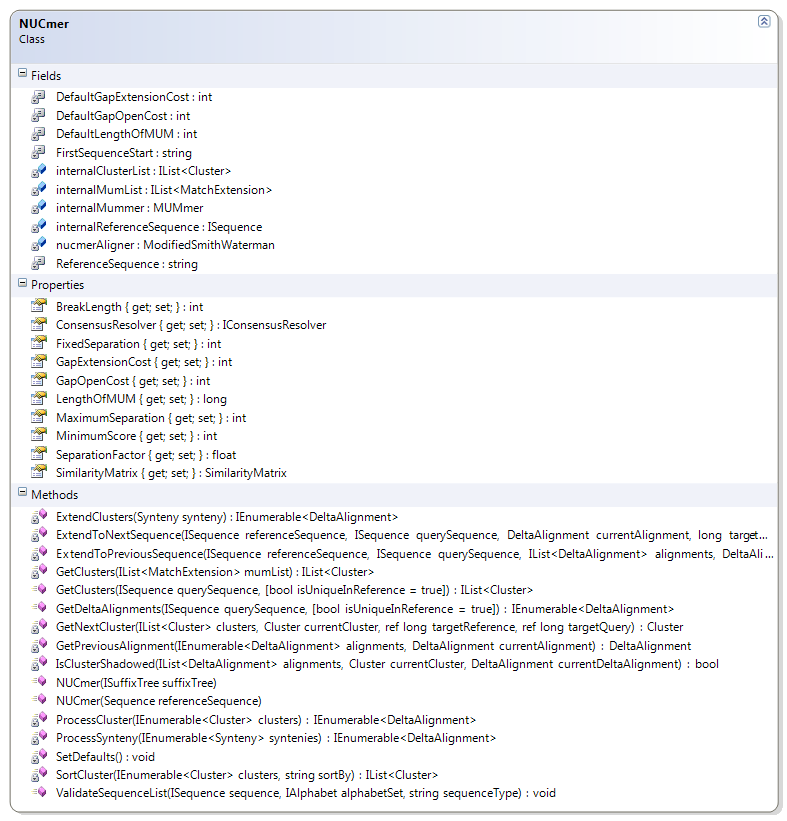 NUCmer
Class
Fields
DefaultGapExtensionCost : int
DefaultGapOpenCost : int
DefaultLengthOfMUM : int
FirstSequenceStart : string
internalClusterList : IList<Cluster>
internalMumList : IList<MatchExtension>
internalMummer : MUMmer
internalReferenceSequence : ISequence
nucmerAligner : ModifiedSmithWaterman
ReferenceSequence : string
Properties
BreakLength { get; set; } : int
ConsensusResolver { get; set; } : IConsensusResolver
FixedSeparation { get; set; } : int
GapExtensionCost { get; set; } : int
GapOpenCost { get; set; } : int
LengthOfMUM { get; set; } : long
MaximumSeparation { get; set; } : int
MinimumScore { get; set; } : int
SeparationFactor { get; set; } : float
SimilarityMatrix { get; set; } : SimilarityMatrix
Methods
ExtendClusters(Synteny synteny) : IEnumerable<DeltaAlignment>
ExtendToNextSequence(ISequence referenceSequence, ISequence querySequence, DeltaAlignment currentAlignment, long target...
ExtendToPreviousSequence(ISequence referenceSequence, ISequence querySequence, IList<DeltaAlignment> alignments, DeltaAli...
GetClusters(IList<MatchExtension> mumList) : IList<Cluster>
GetClusters(ISequence querySequence, [bool isUniqueInReference = true]) : IList<Cluster>
GetDeltaAlignments(ISequence querySequence, [bool isUniqueInReference = true]) : IEnumerable<DeltaAlignment>
GetNextCluster(IList<Cluster> clusters, Cluster currentCluster, ref long targetReference, ref long targetQuery) : Cluster
GetPreviousAlignment(IEnumerable<DeltaAlignment> alignments, DeltaAlignment currentAlignment) : DeltaAlignment
IsClusterShadowed(IList<DeltaAlignment> alignments, Cluster currentCluster, DeltaAlignment currentDeltaAlignment) : bool
NUCmer(ISuffixTree suffixTree)
NUCmer(Sequence referenceSequence)
ProcessCluster(IEnumerable<Cluster> clusters) : IEnumerable<DeltaAlignment>
ProcessSynteny(IEnumerable<Synteny> syntenies) : IEnumerable<DeltaAlignment>
SetDefaults() : void
SortCluster(IEnumerable<Cluster> clusters, string sortBy) : IList<Cluster>
ValidateSequenceList(ISequence sequence, IAlphabet alphabetSet, string sequenceType) : void